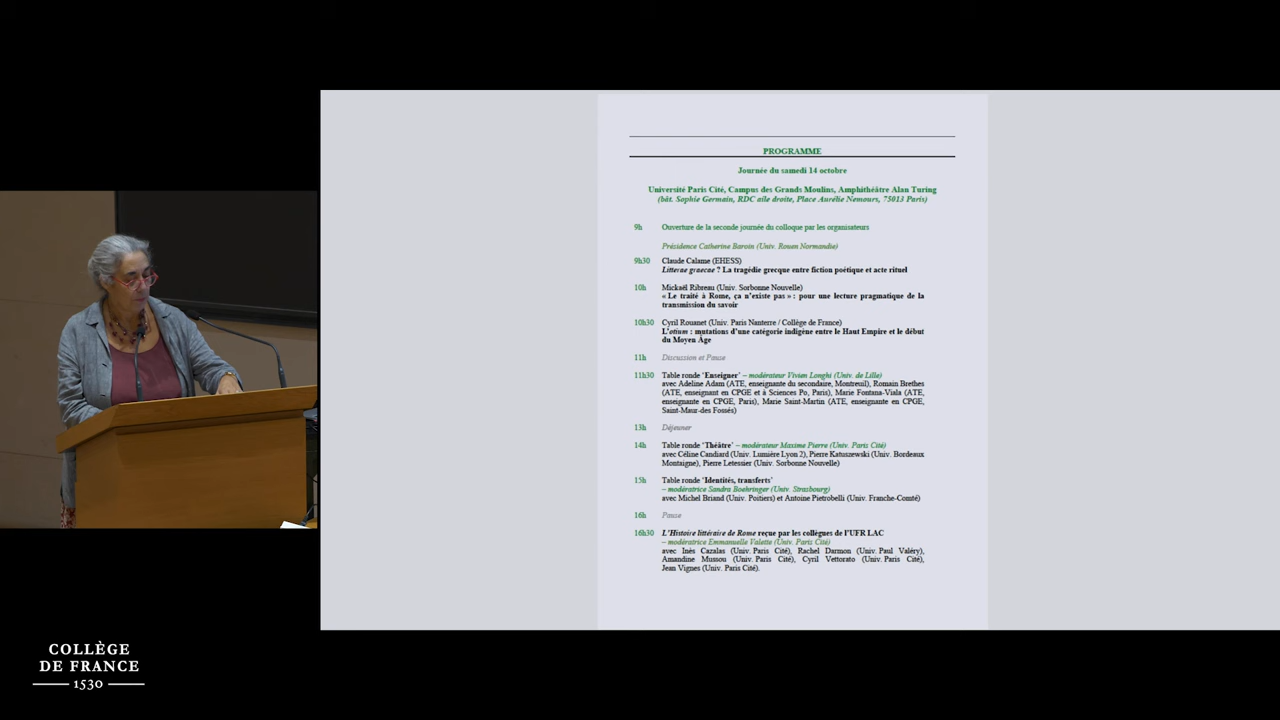 PROGRAMME
Journée du samedi 14 octobre
Université Paris Cité, Campus des Grands Moulins, Amphithéâtre Alan Turing
(bât. Sophie Germain, RDC aile droite, Place Aurélie Nemours, 75013 Paris)
9h Ouverture de la seconde journée du colloque par les organisateurs
Présidence Catherine Baroin (Univ. Rouen Normandie)
9h30 Claude Calame (EHESS)
Litterae graecae ? La tragédie grecque entre fiction poétique et acte rituel
10h Mickaël Ribreau (Univ. Sorbonne Nouvelle)
« Le traité à Rome, ça n'existe pas » : pour une lecture pragmatique de la
transmission du savoir
10h30 Cyril Rouanet (Univ. Paris Nanterre / Collège de France)
L'otium : mutations d'une catégorie indigène entre le Haut Empire et le début
du Moyen Âge
11h Discussion et Pause
11h30 Table ronde 'Enseigner' – modérateur Vivien Longhi (Univ. de Lille)
avec Adeline Adam (ATE, enseignante du secondaire, Montreuil), Romain Brethes
(ATE, enseignant en CPGE et à Sciences Po, Paris), Marie Fontana-Viala (ATE,
enseignante en CPGE, Paris), Marie Saint-Martin (ATE, enseignante en CPGE,
Saint-Maur-des Fossés)
13h Déjeuner
14h Table ronde 'Théâtre' – modérateur Maxime Pierre (Univ. Paris Cité)
avec Céline Candiard (Univ. Lumière Lyon 2), Pierre Katuszewski (Univ. Bordeaux
Montaigne), Pierre Letessier (Univ. Sorbonne Nouvelle)
15h Table ronde 'Identités, transferts'
– modératrice Sandra Boehringer (Univ. Strasbourg)
avec Michel Briand (Univ. Poitiers) et Antoine Pietrobelli (Univ. Franche-Comté)
16h Pause
16h30 L'Histoire littéraire de Rome reçue par les collègues de l'UFR LAC
– modératrice Emmanuelle Valette (Univ. Paris Cité)
avec Inès Cazalas (Univ. Paris Cité), Rachel Darmon (Univ. Paul Valéry),
Amandine Mussou (Univ. Paris Cité), Cyril Vettorato (Univ. Paris Cité),
Jean Vignes (Univ. Paris Cité).
COLLÈGE
DE FRANCE
1530